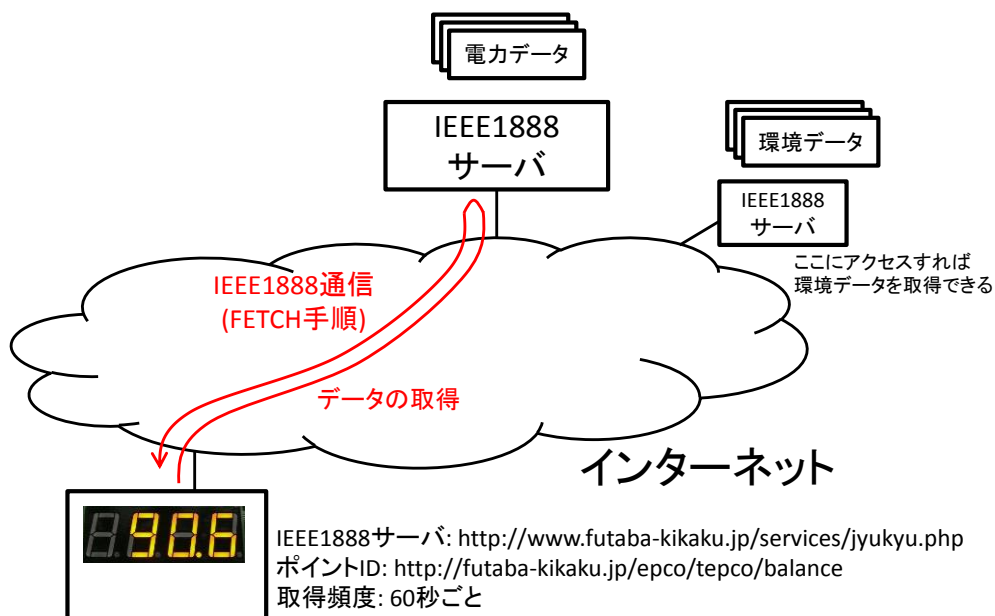 電力データ
IEEE1888
サーバ
環境データ
IEEE1888
サーバ
ここにアクセスすれば
環境データを取得できる
IEEE1888通信
(FETCH手順)
データの取得
インターネット
90.6
IEEE1888サーバ: http://www.futaba-kikaku.jp/services/jyukyu.php
ポイントID: http://futaba-kikaku.jp/epco/tepco/balance
取得頻度: 60秒ごと